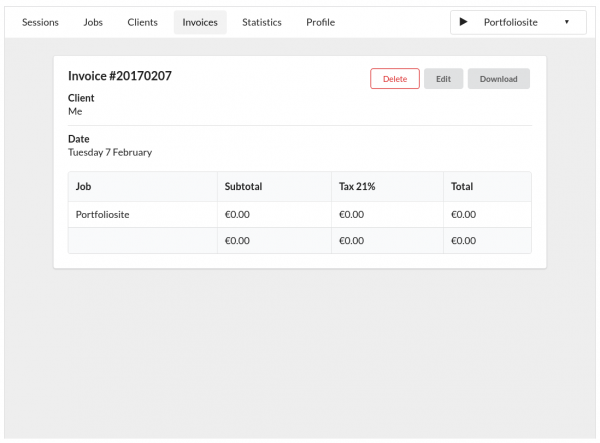 Sessions Jobs Clients Invoices Statistics Profile Portfoliosite
Invoice #20170207 Delete Edit Download
Client
Me
Date
Tuesday 7 February
Job Subtotal Tax 21% Total
Portfoliosite €0.00 €0.00 €0.00
€0.00 €0.00 €0.00